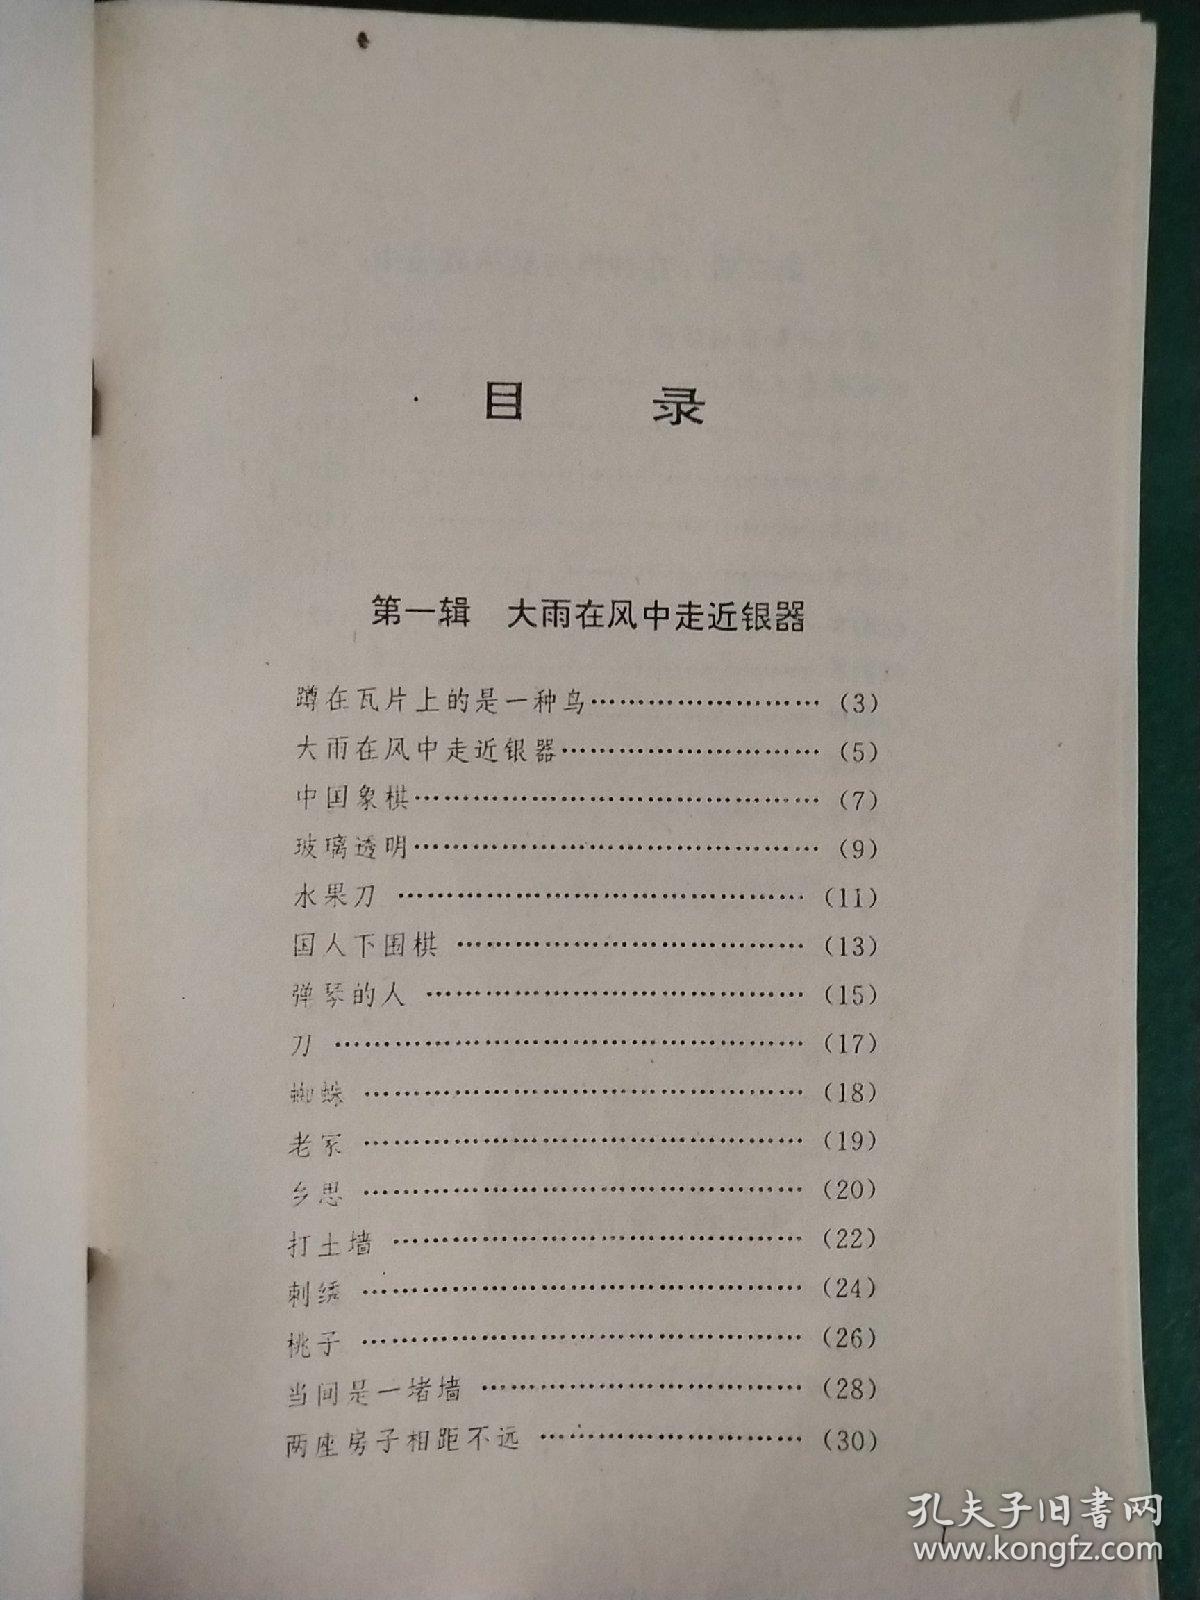 目 录
第一辑 大雨在风中走近银器
蹲在瓦片上的是一种鸟……………………(3)
大雨在风中走近银器………………………(5)
中国象棋……………………………………(7)
玻璃透明……………………………………(9)
水果刀……………………………………(11)
国人下围棋………………………………(13)
弹琴的人…………………………………(15)
刀…………………………………………(17)
蜘蛛………………………………………(18)
老家………………………………………(19)
乡思………………………………………(20)
打土墙……………………………………(22)
刺绣………………………………………(24)
桃子………………………………………(26)
当间是一堵墙……………………………(28)
两座房子相距不远………………………(30)
1
孔夫子旧书网
www.kongfz.com